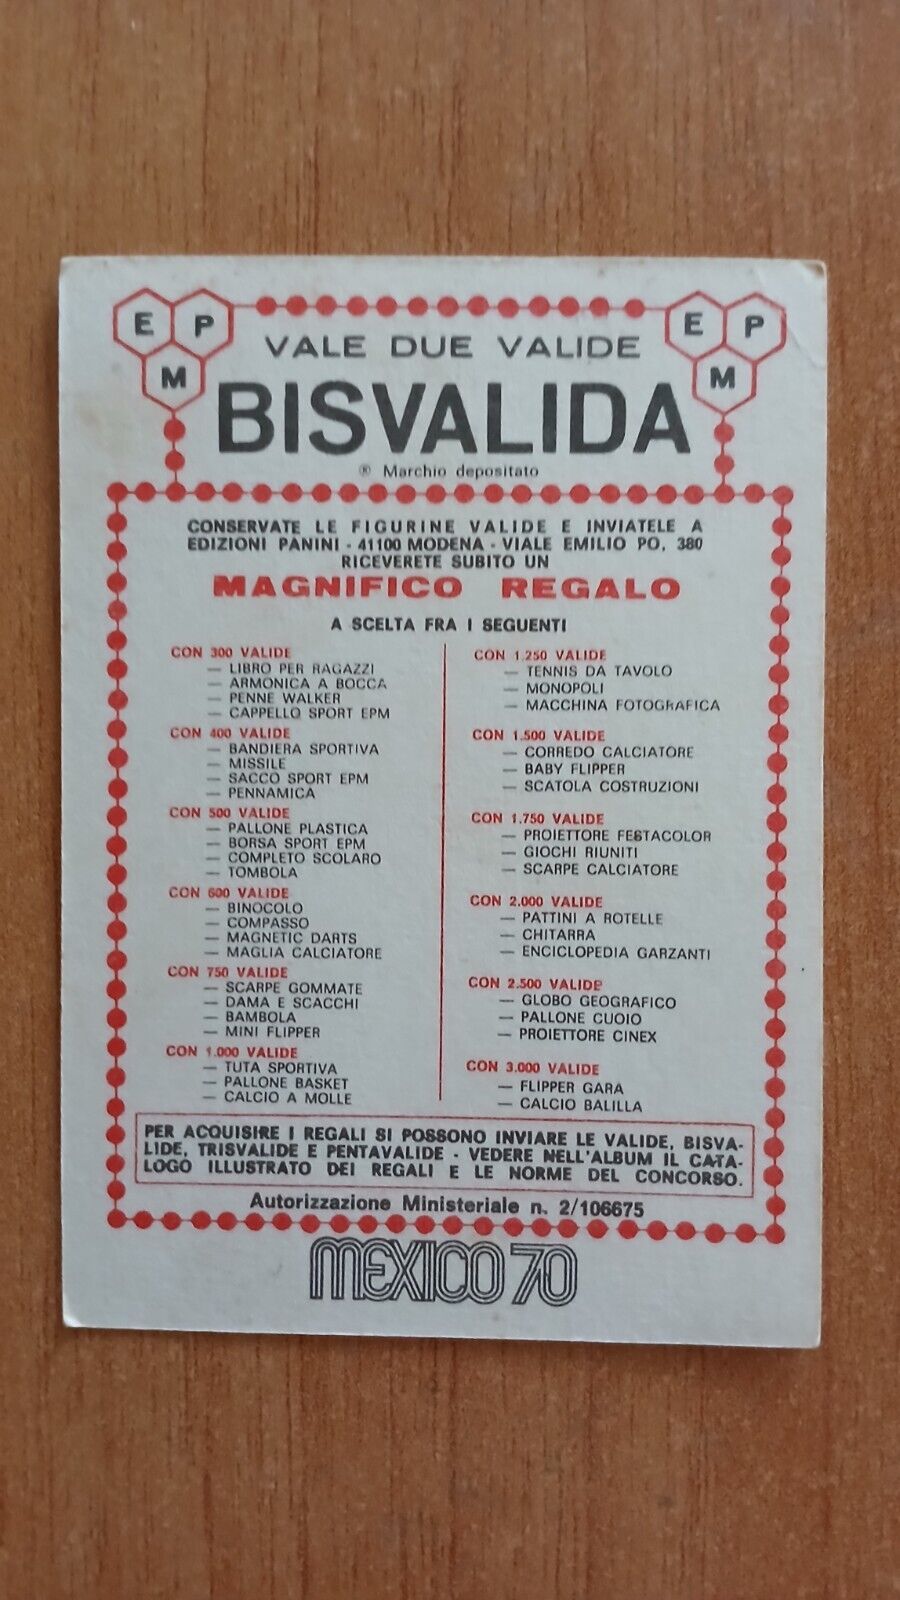 E P M
E P M
VALE DUE VALIDE
BISVALIDA
® Marchio depositato
CONSERVATE LE FIGURINE VALIDE E INVIATELE A
EDIZIONI PANINI - 41100 MODENA - VIALE EMILIO PO, 380
RICEVERETE SUBITO UN
MAGNIFICO REGALO
A SCELTA FRA I SEGUENTI
CON 300 VALIDE
— LIBRO PER RAGAZZI
— ARMONICA A BOCCA
— PENNE WALKER
— CAPPELLO SPORT EPM
CON 400 VALIDE
— BANDIERA SPORTIVA
— MISSILE
— SACCO SPORT EPM
— PENNAMICA
CON 500 VALIDE
— PALLONE PLASTICA
— BORSA SPORT EPM
— COMPLETO SCOLARO
— TOMBOLA
CON 600 VALIDE
— BINOCOLO
— COMPASSO
— MAGNETIC DARTS
— MAGLIA CALCIATORE
CON 750 VALIDE
— SCARPE GOMMATE
— DAMA E SCACCHI
— BAMBOLA
— MINI FLIPPER
CON 1.000 VALIDE
— TUTA SPORTIVA
— PALLONE BASKET
— CALCIO A MOLLE
CON 1.250 VALIDE
— TENNIS DA TAVOLO
— MONOPOLI
— MACCHINA FOTOGRAFICA
CON 1.500 VALIDE
— CORREDO CALCIATORE
— BABY FLIPPER
— SCATOLA COSTRUZIONI
CON 1.750 VALIDE
— PROIETTORE FESTACOLOR
— GIOCHI RIUNITI
— SCARPE CALCIATORE
CON 2.000 VALIDE
— PATTINI A ROTELLE
— CHITARRA
— ENCICLOPEDIA GARZANTI
CON 2.500 VALIDE
— GLOBO GEOGRAFICO
— PALLONE CUOIO
— PROIETTORE CINEX
CON 3.000 VALIDE
— FLIPPER GARA
— CALCIO BALILLA
PER ACQUISIRE I REGALI SI POSSONO INVIARE LE VALIDE, BISVA-
LIDE, TRISVALIDE E PENTAVALIDE - VEDERE NELL'ALBUM IL CATA-
LOGO ILLUSTRATO DEI REGALI E LE NORME DEL CONCORSO.
Autorizzazione Ministeriale n. 2/106675
MEXICO 70